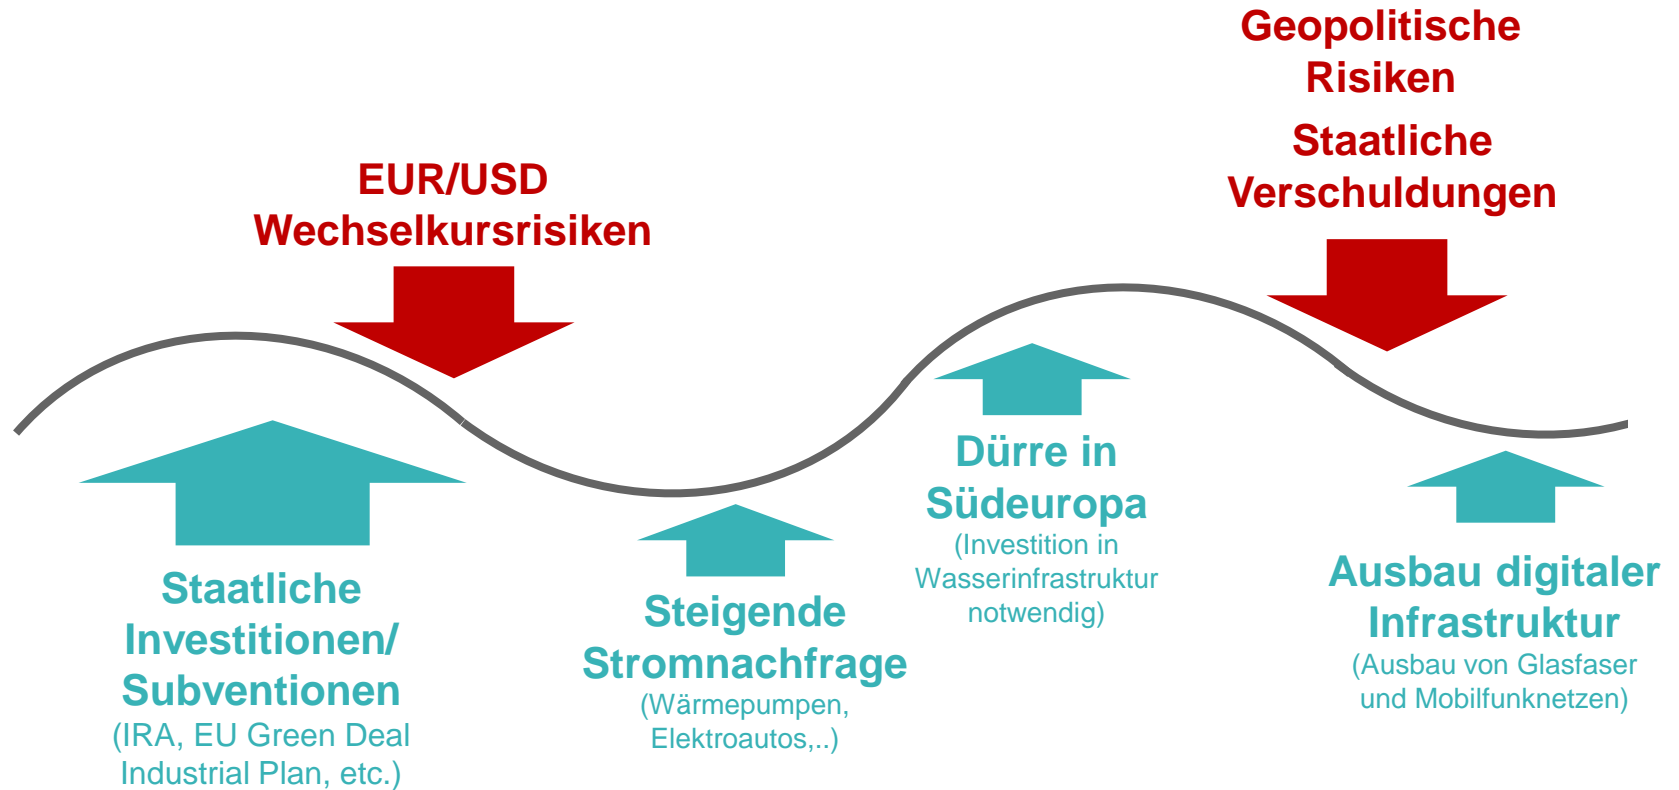 Geopolitische
Risiken
Staatliche
Verschuldungen
EUR/USD
Wechselkursrisiken
Staatliche
Investitionen/
Subventionen
(IRA, EU Green Deal
Industrial Plan, etc.)
Steigende
Stromnachfrage
(Wärmepumpen,
Elektroautos,..)
Dürre in
Südeuropa
(Investition in
Wasserinfrastruktur
notwendig)
Ausbau digitaler
Infrastruktur
(Ausbau von Glasfaser
und Mobilfunknetzen)